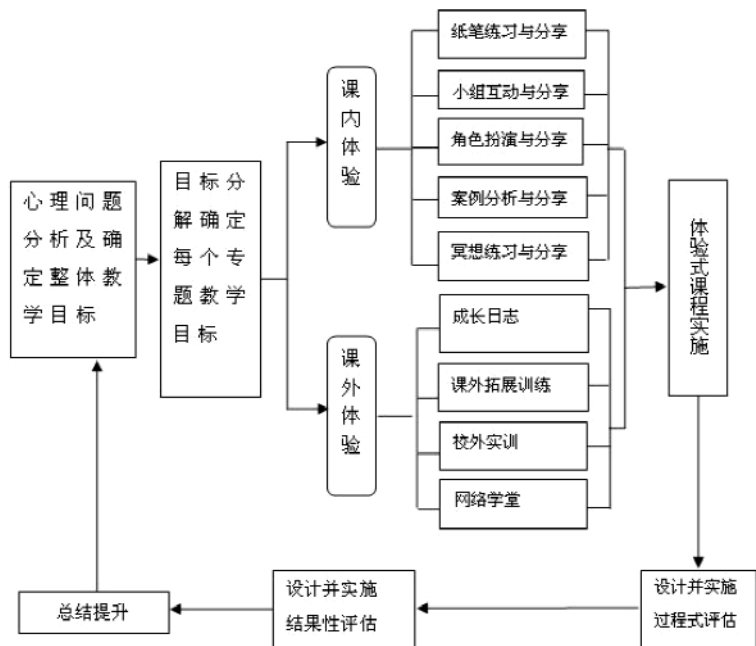 心理问题
分析及确
定整体教
学目标
目标分
解确定
每个专
题教学
目标
课内体验
课外体验
纸笔练习与分享
小组互动与分享
角色扮演与分享
案例分析与分享
冥想练习与分享
成长日志
课外拓展训练
校外实训
网络学堂
体验式课程实施
设计并实施
过程式评估
设计并实施
结果性评估
总结提升